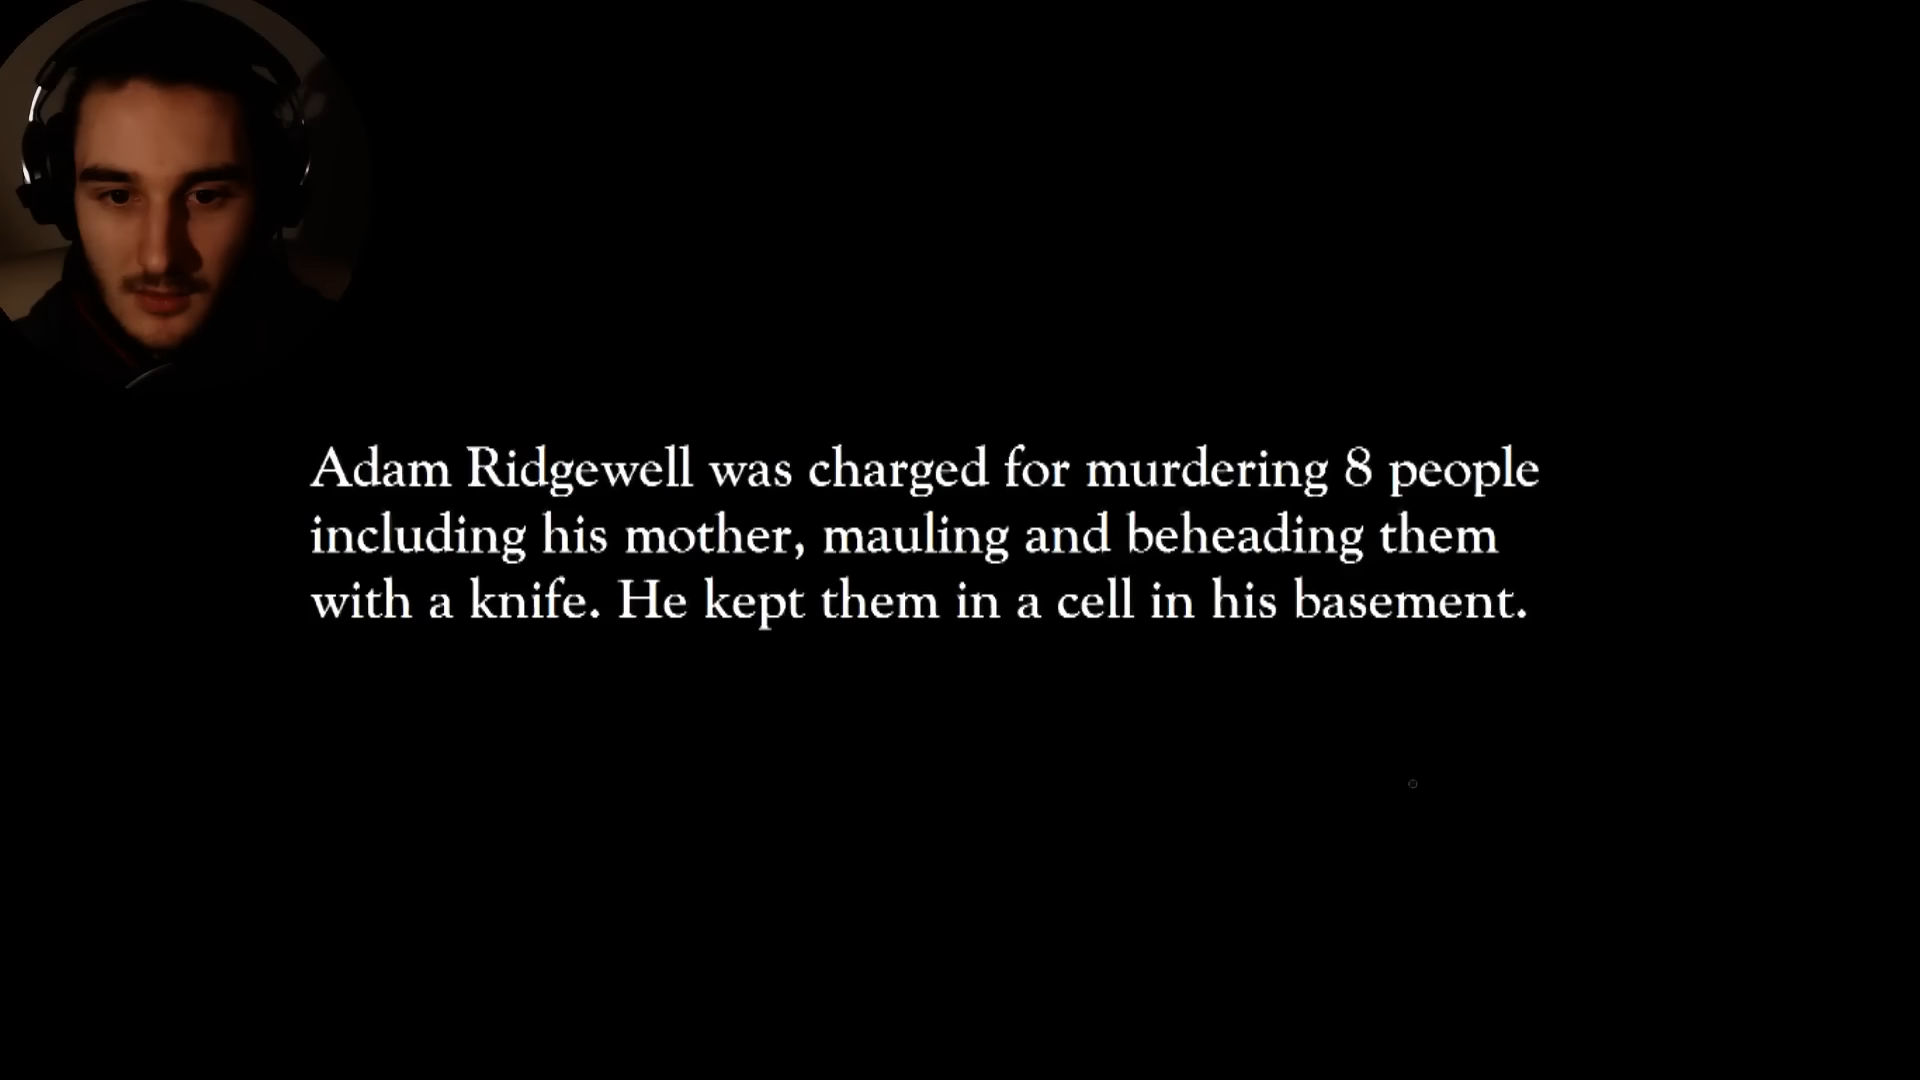 Adam Ridgewell was charged for murdering 8 people
including his mother, mauling and beheading them
with a knife. He kept them in a cell in his basement.